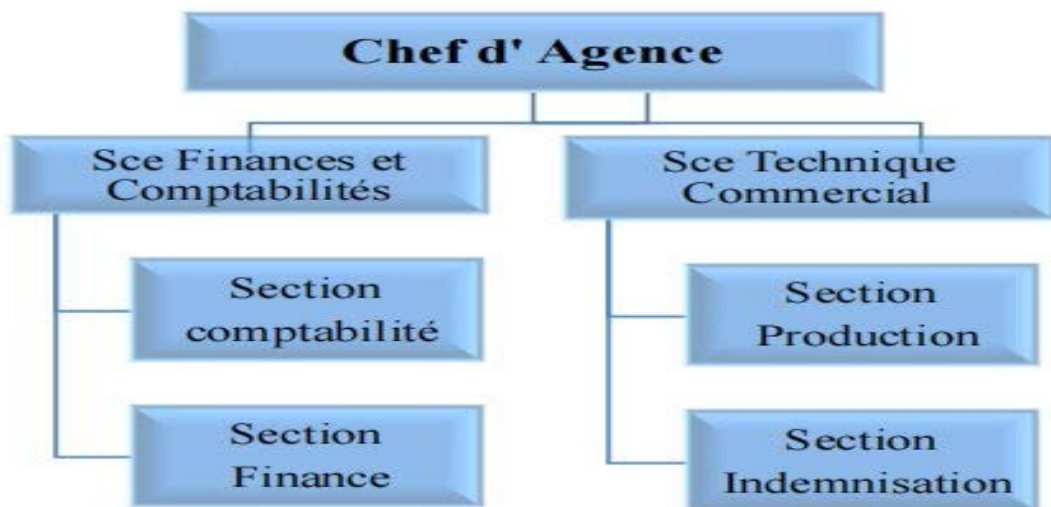 Chef d' Agence
Sce Finances et
Comptabilités
Sce Technique
Commercial
Section
comptabilité
Section
Production
Section
Finance
Section
Indemnisation